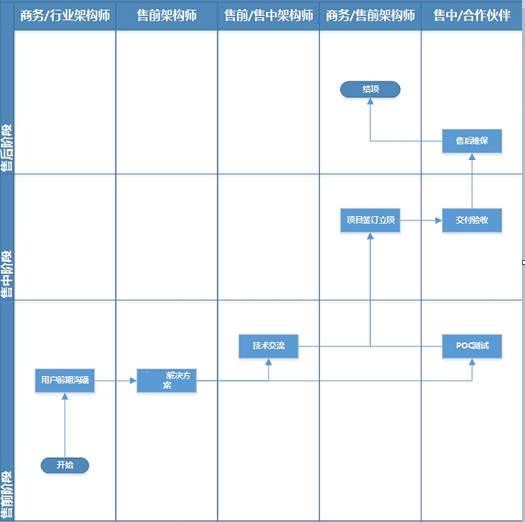 商务/行业架构师
售前架构师
售前/售中架构师
商务/售前架构师
售中/合作伙伴
售后阶段
结项
售后维保
售中阶段
项目签订立项
交付验收
售前阶段
技术交流
POC测试
用户前期沟通
解决方
案
开始